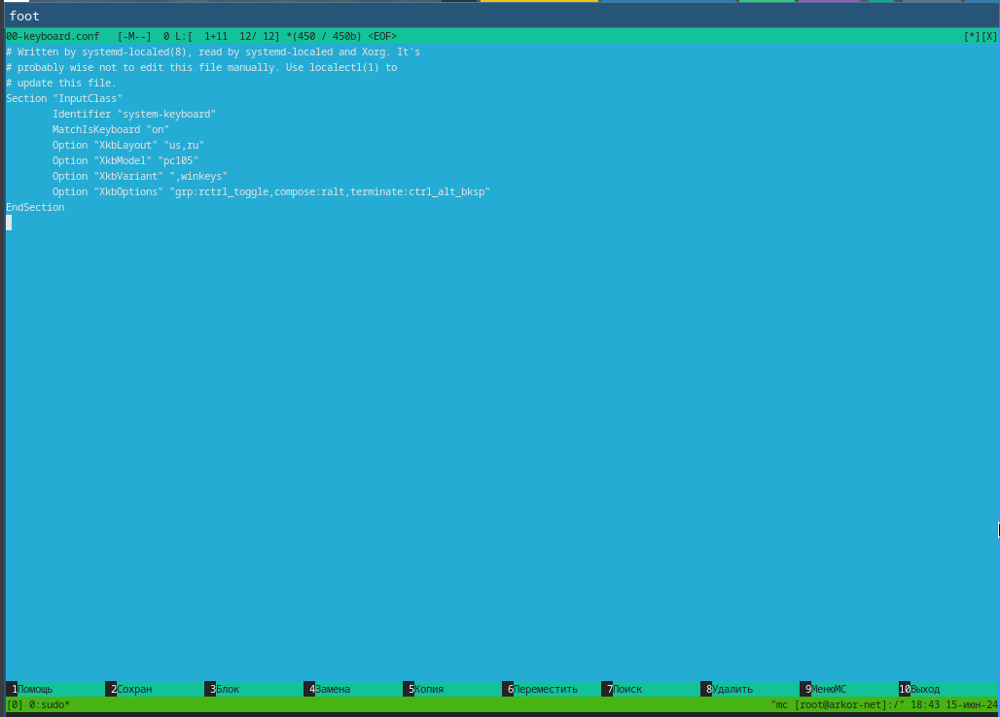 foot
00-keyboard.conf   [-M--]  0 L:[  1+11  12/ 12] *(450 / 450b) <EOF>   [*][X]
# Written by systemd-localed(8), read by systemd-localed and Xorg. It's
# probably wise not to edit this file manually. Use localectl(1) to
# update this file.
Section "InputClass"
        Identifier "system-keyboard"
        MatchIsKeyboard "on"
        Option "XkbLayout" "us,ru"
        Option "XkbModel" "pc105"
        Option "XkbVariant" ",winkeys"
        Option "XkbOptions" "grp:rctrl_toggle,compose:ralt,terminate:ctrl_alt_bksp"
EndSection
1Помощь 2Сохран 3Блок 4Замена 5Копия 6Переместить 7Поиск 8Удалить 9МенюМС 10Выход
[0] 0:sudo*   "mc [root@arkor-net]:/" 18:43 15-июн-24